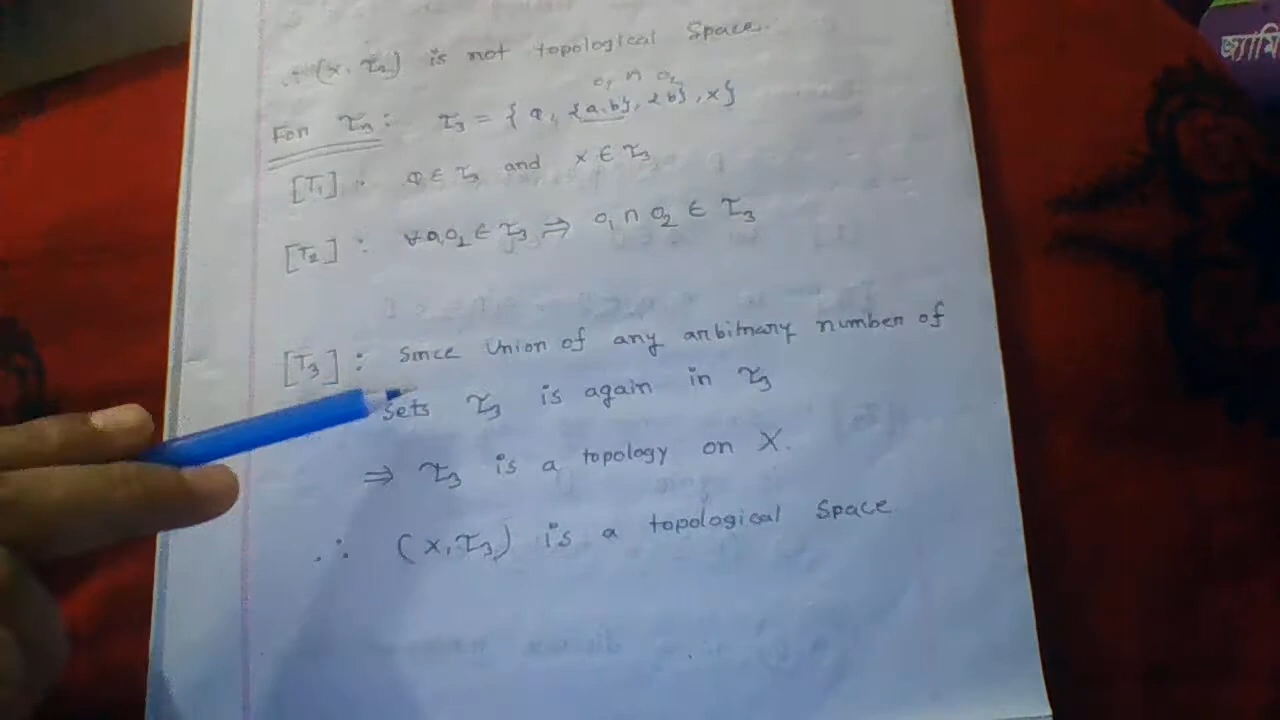 ∴ (X, τ₂) is not topological Space.
O₁ ∩ O₂
For τ₃: τ₃ = { φ, {a,b}, {b}, X}
[T₁] : φ ∈ τ₃ and X ∈ τ₃
[T₂] : ∀ O₁,O₂ ∈ τ₃ ⇒ O₁ ∩ O₂ ∈ τ₃
[T₃] : Since Union of any arbitrary number of
Sets τ₃ is again in τ₃
⇒ τ₃ is a topology on X.
∴ (X, τ₃) is a topological Space
জ্যামি